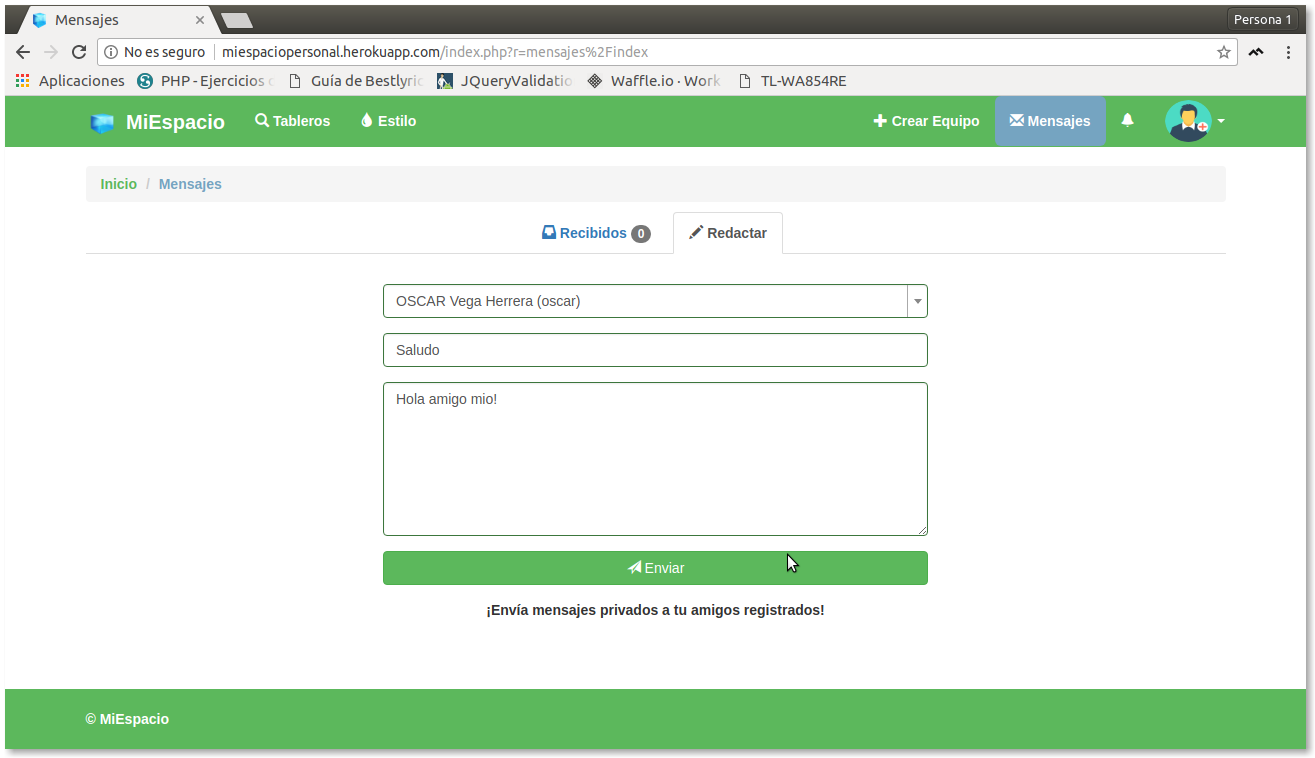 Mensajes
Persona 1
No es seguro miespaciopersonal.herokuapp.com/index.php?r=mensajes%2Findex
Aplicaciones PHP - Ejercicios Guía de Bestlyric JQueryValidatio Waffle.io · Work TL-WA854RE
MiEspacio Tableros Estilo Crear Equipo Mensajes
Inicio / Mensajes
Recibidos 0 Redactar
OSCAR Vega Herrera (oscar)
Saludo
Hola amigo mio!
Enviar
¡Envía mensajes privados a tu amigos registrados!
© MiEspacio